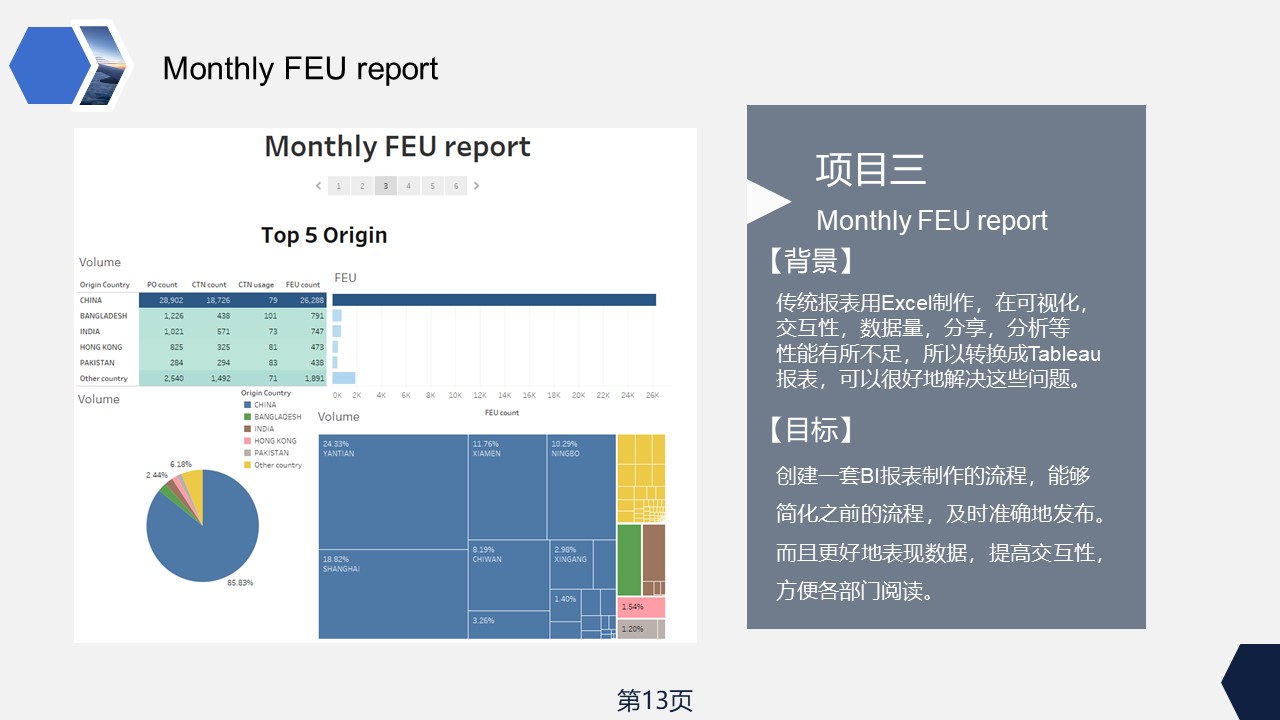 Monthly FEU report
Monthly FEU report
1 2 3 4 5 6
Top 5 Origin
Volume
Origin Country PO count CTN count CTN usage FEU count
CHINA 28,902 18,726 79 26,288
BANGLADESH 1,226 438 101 791
INDIA 1,021 571 73 747
HONG KONG 825 325 81 473
PAKISTAN 284 294 83 438
Other country 2,540 1,492 71 1,891
FEU
0K 2K 4K 6K 8K 10K 12K 14K 16K 18K 20K 22K 24K 26K
FEU count
Volume
Origin Country
CHINA
BANGLADESH
INDIA
HONG KONG
PAKISTAN
Other country
6.18%
2.44%
85.83%
Volume
24.33%
YANTIAN
11.76%
XIAMEN
10.29%
NINGBO
18.82%
SHANGHAI
8.19%
CHIWAN
2.98%
XINGANG
1.40%
3.26%
1.54%
1.20%
项目三
Monthly FEU report
【背景】
传统报表用Excel制作，在可视化，
交互性，数据量，分享，分析等
性能有所不足，所以转换成Tableau
报表，可以很好地解决这些问题。
【目标】
创建一套BI报表制作的流程，能够
简化之前的流程，及时准确地发布。
而且更好地表现数据，提高交互性，
方便各部门阅读。
第13页